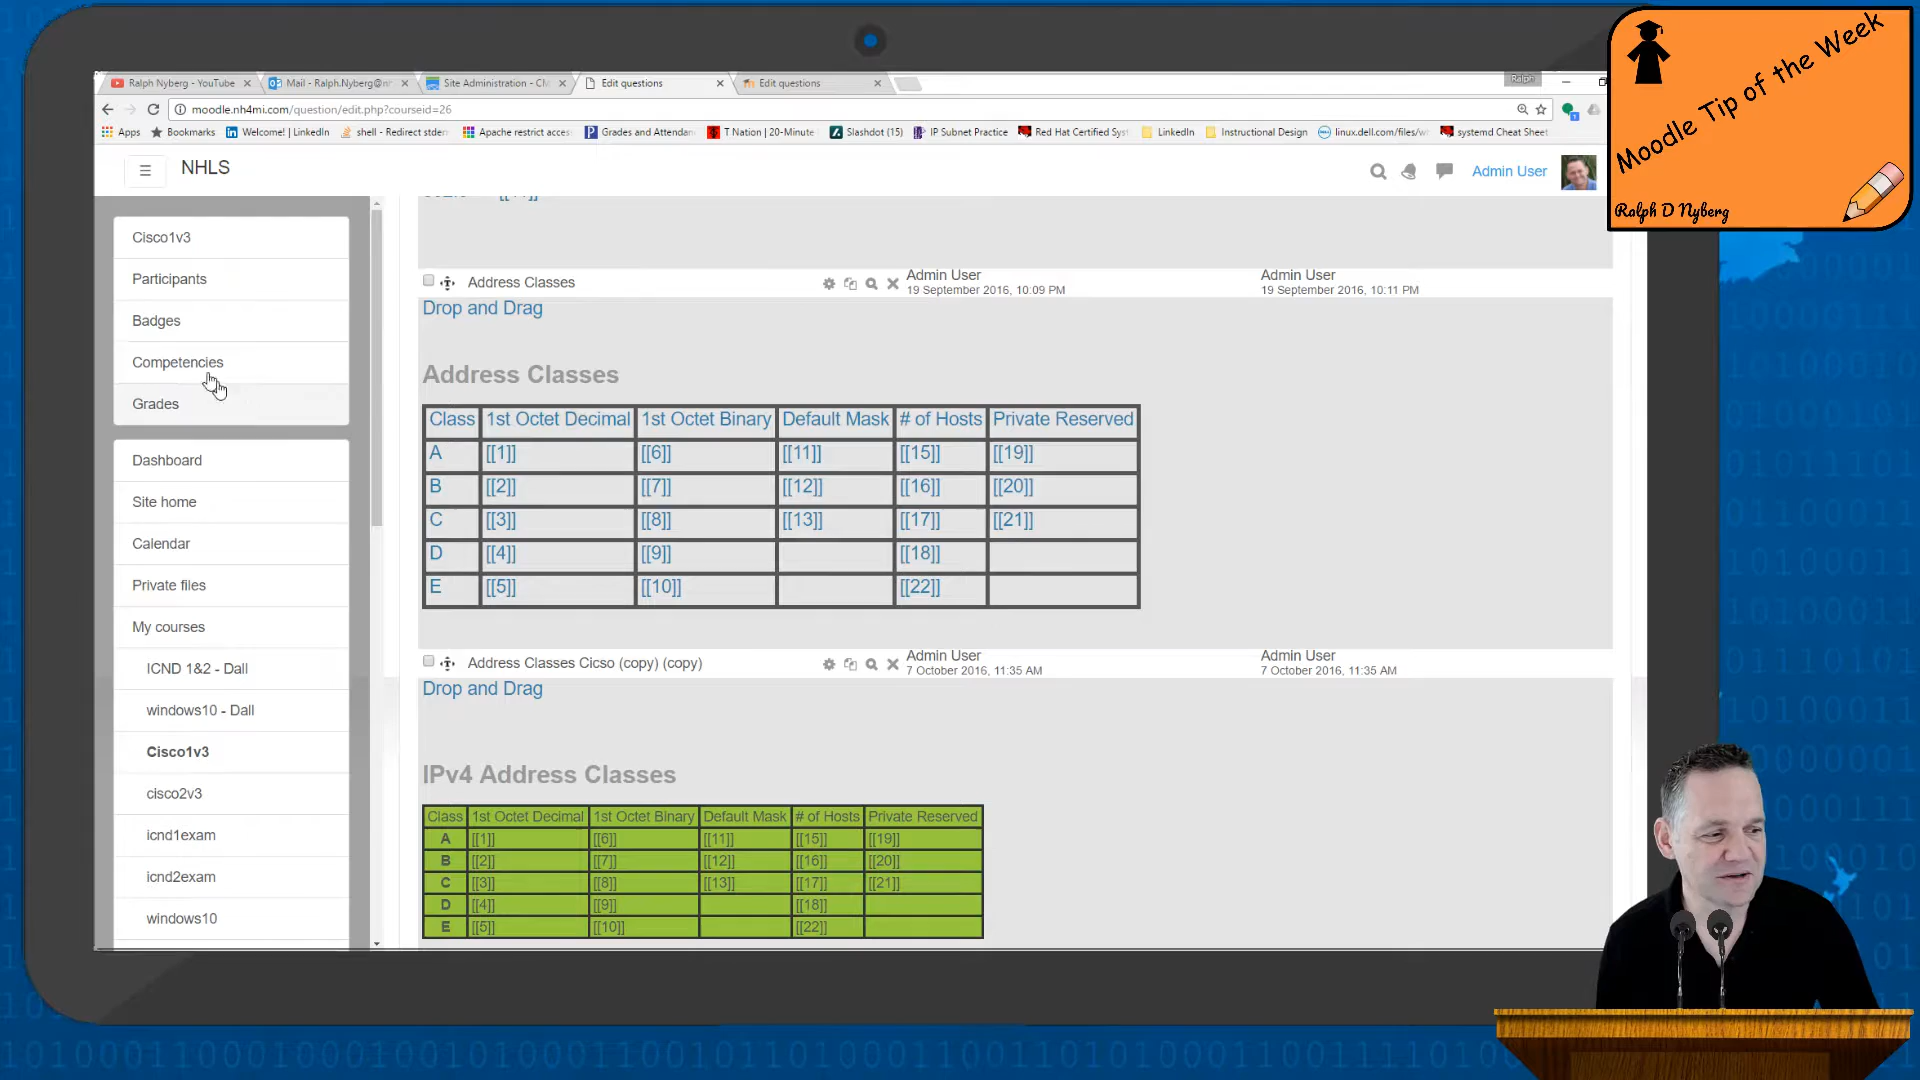 Moodle Tip of the Week
Ralph D Nyberg
Ralph Nyberg - YouTube
Mail - Ralph.Nyberg@n
Site Administration - C
Edit questions
Edit questions
Ralph
moodle.nh4mi.com/question/edit.php?courseid=26
Apps
Bookmarks
Welcome! | LinkedIn
shell - Redirect stderr
Apache restrict acces
Grades and Attendan
T Nation | 20-Minute
Slashdot (15)
IP Subnet Practice
Red Hat Certified Sys
LinkedIn
Instructional Design
linux.dell.com/files/w
systemd Cheat Sheet
NHLS
Admin User
Cisco1v3
Participants
Badges
Competencies
Grades
Dashboard
Site home
Calendar
Private files
My courses
ICND 1&2 - Dall
windows10 - Dall
Cisco1v3
cisco2v3
icnd1exam
icnd2exam
windows10
Address Classes
Admin User
19 September 2016, 10:09 PM
Admin User
19 September 2016, 10:11 PM
Drop and Drag
Address Classes
Class 1st Octet Decimal 1st Octet Binary Default Mask # of Hosts Private Reserved
A [[1]] [[6]] [[11]] [[15]] [[19]]
B [[2]] [[7]] [[12]] [[16]] [[20]]
C [[3]] [[8]] [[13]] [[17]] [[21]]
D [[4]] [[9]] [[18]]
E [[5]] [[10]] [[22]]
Address Classes Cicso (copy) (copy)
Admin User
7 October 2016, 11:35 AM
Admin User
7 October 2016, 11:35 AM
Drop and Drag
IPv4 Address Classes
Class 1st Octet Decimal 1st Octet Binary Default Mask # of Hosts Private Reserved
A [[1]] [[6]] [[11]] [[15]] [[19]]
B [[2]] [[7]] [[12]] [[16]] [[20]]
C [[3]] [[8]] [[13]] [[17]] [[21]]
D [[4]] [[9]] [[18]]
E [[5]] [[10]] [[22]]